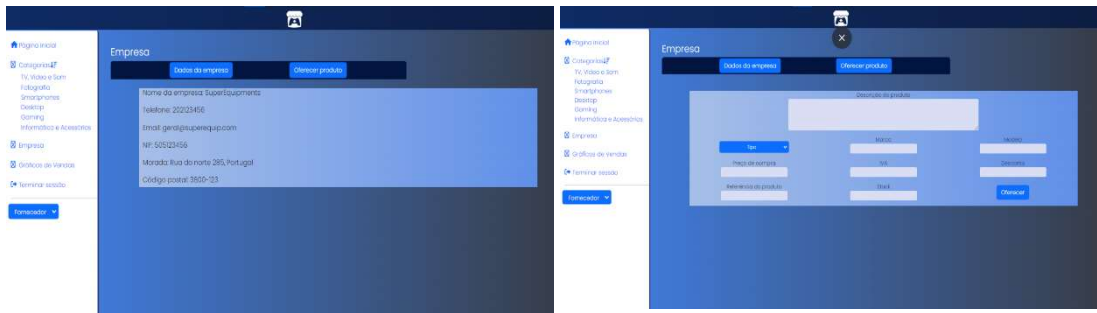 Página inicial
Categorias
TV, Vídeo e Som
Fotografia
Smartphones
Desktop
Gaming
Informática e Acessórios
Empresa
Gráficos de Vendas
Terminar sessão
Fornecedor
Empresa
Dados da empresa
Oferecer produto
Nome da empresa: SuperEquipments
Telefone: 202123456
Email: geral@superequip.com
NIF: 505123456
Morada: Rua do norte 285, Portugal
Código postal: 3800-123
Página inicial
Categorias
TV, Vídeo e Som
Fotografia
Smartphones
Desktop
Gaming
Informática e Acessórios
Empresa
Gráficos de Vendas
Terminar sessão
Fornecedor
Empresa
Dados da empresa
Oferecer produto
Descrição do produto
Tipo
Marca
Modelo
Preço de compra
IVA
Desconto
Referência do produto
Stock
Oferecer